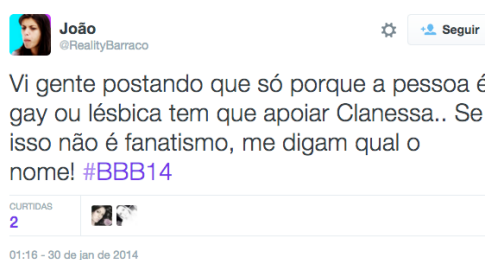 João
@RealityBarraco
Seguir
Vi gente postando que só porque a pessoa é
gay ou lésbica tem que apoiar Clanessa.. Se
isso não é fanatismo, me digam qual o
nome! #BBB14
CURTIDAS
2
01:16 - 30 de jan de 2014